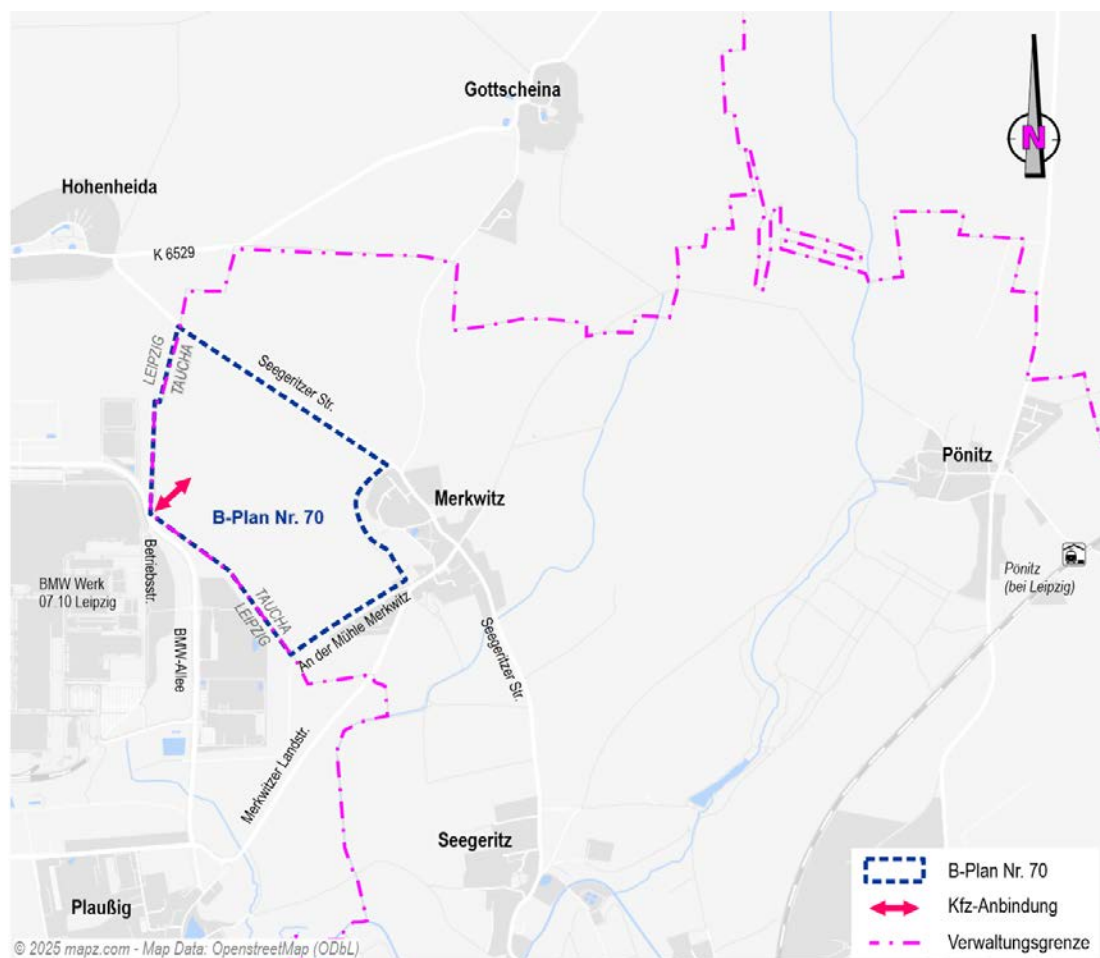 Gottscheina
N
Hohenheida
K 6529
LEIPZIG
TAUCHA
Seegeritzer Str.
Pönitz
Merkwitz
B-Plan Nr. 70
Betriebsstr.
BMW Werk
07 10 Leipzig
Pönitz
(bei Leipzig)
TAUCHA
LEIPZIG
An der Mühle Merkwitz
BMW-Allee
Seegeritzer Str.
Merkwitzer Landstr.
Seegeritz
Plaußig
B-Plan Nr. 70
Kfz-Anbindung
Verwaltungsgrenze
© 2025 mapz.com - Map Data: OpenstreetMap (ODbL)